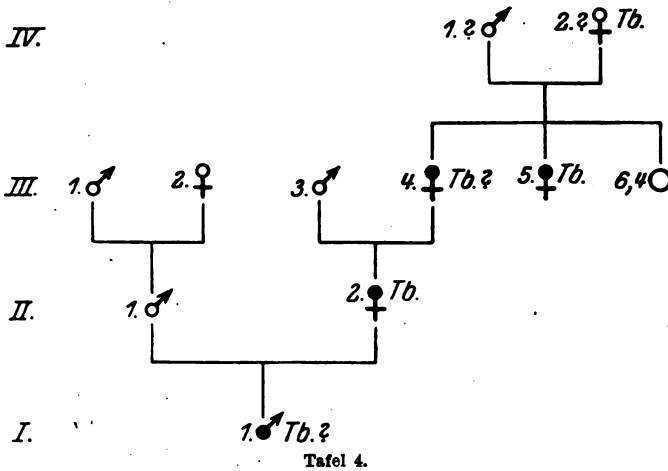 IV. 1.? ♂ 2.? ♀ Tb.
III. 1. ♂ 2. ♀ 3. ♂ 4. ♀ Tb.? 5. ♀ Tb. 6,4
II. 1. ♂ 2. ♀ Tb.
I. 1. ♂ Tb.?
Tafel 4.